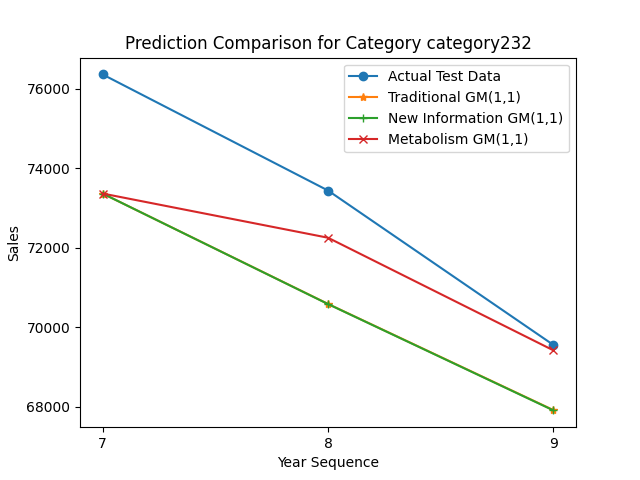 Prediction Comparison for Category category232
Actual Test Data
Traditional GM(1,1)
New Information GM(1,1)
Metabolism GM(1,1)
76000
74000
72000
70000
68000
Sales
7
8
9
Year Sequence